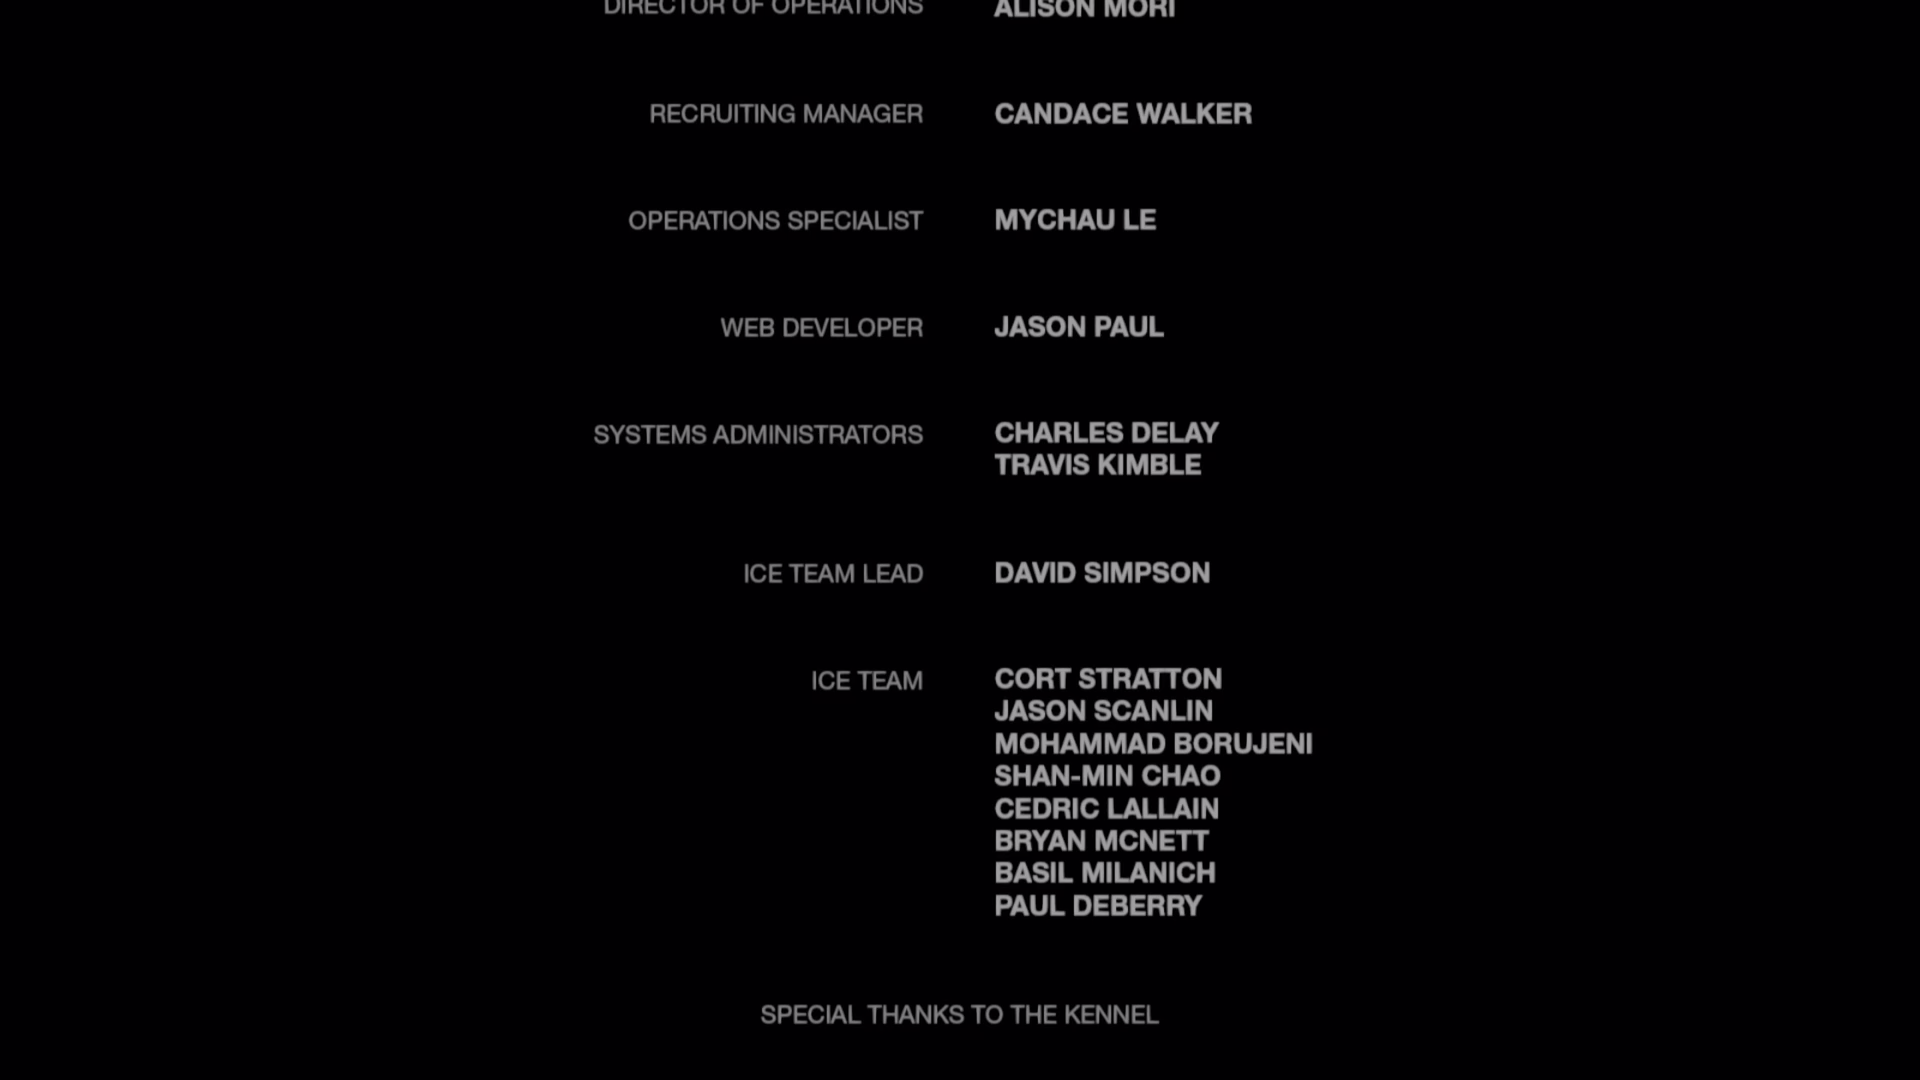 DIRECTOR OF OPERATIONS ALISON MORI
RECRUITING MANAGER CANDACE WALKER
OPERATIONS SPECIALIST MYCHAU LE
WEB DEVELOPER JASON PAUL
SYSTEMS ADMINISTRATORS CHARLES DELAY
TRAVIS KIMBLE
ICE TEAM LEAD DAVID SIMPSON
ICE TEAM CORT STRATTON
JASON SCANLIN
MOHAMMAD BORUJENI
SHAN-MIN CHAO
CEDRIC LALLAIN
BRYAN MCNETT
BASIL MILANICH
PAUL DEBERRY
SPECIAL THANKS TO THE KENNEL